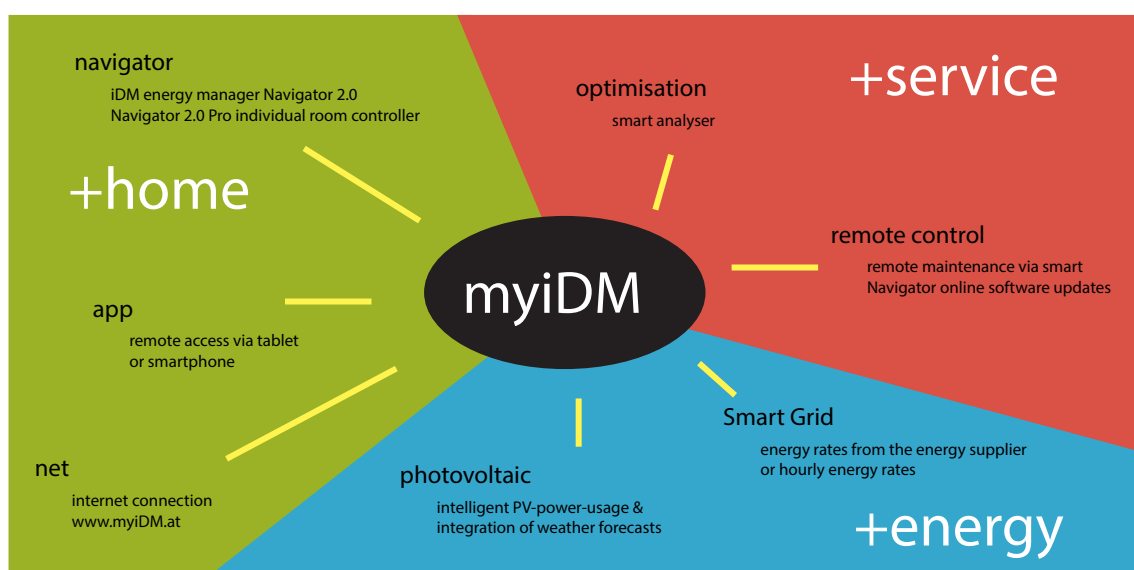 navigator
iDM energy manager Navigator 2.0
Navigator 2.0 Pro individual room controller
+home
app
remote access via tablet
or smartphone
net
internet connection
www.myiDM.at
myiDM
+service
optimisation
smart analyser
remote control
remote maintenance via smart
Navigator online software updates
Smart Grid
energy rates from the energy supplier
or hourly energy rates
photovoltaic
intelligent PV-power-usage &
integration of weather forecasts
+energy